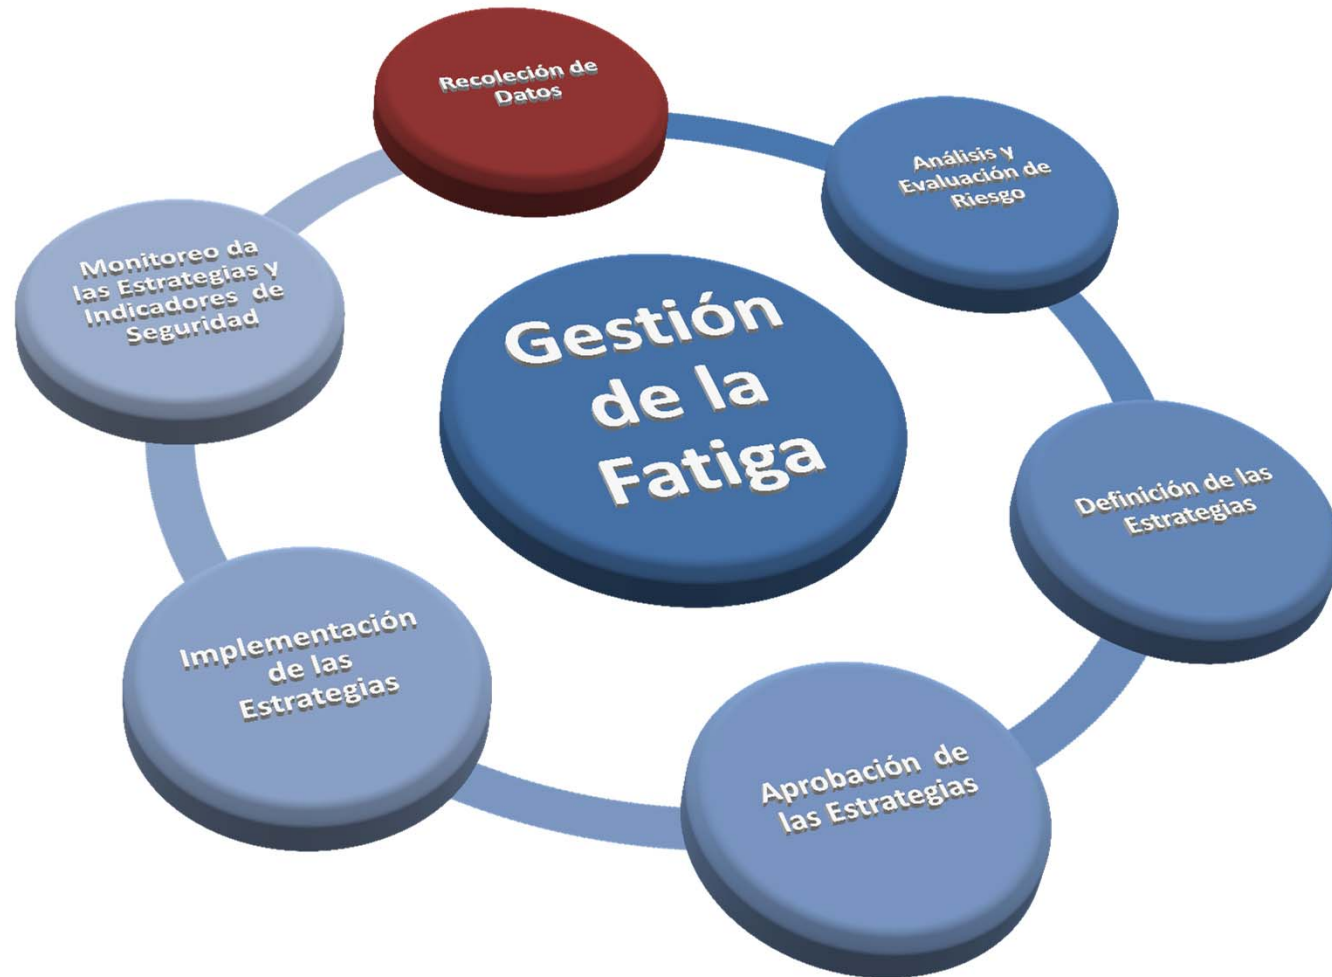 Recoleción de
Datos
Análisis y
Evaluación de
Riesgo
Definición de las
Estrategias
Aprobación de
las Estrategias
Implementación
de las
Estrategias
Monitoreo da
las Estrategias y
Indicadores de
Seguridad
Gestión
de la
Fatiga